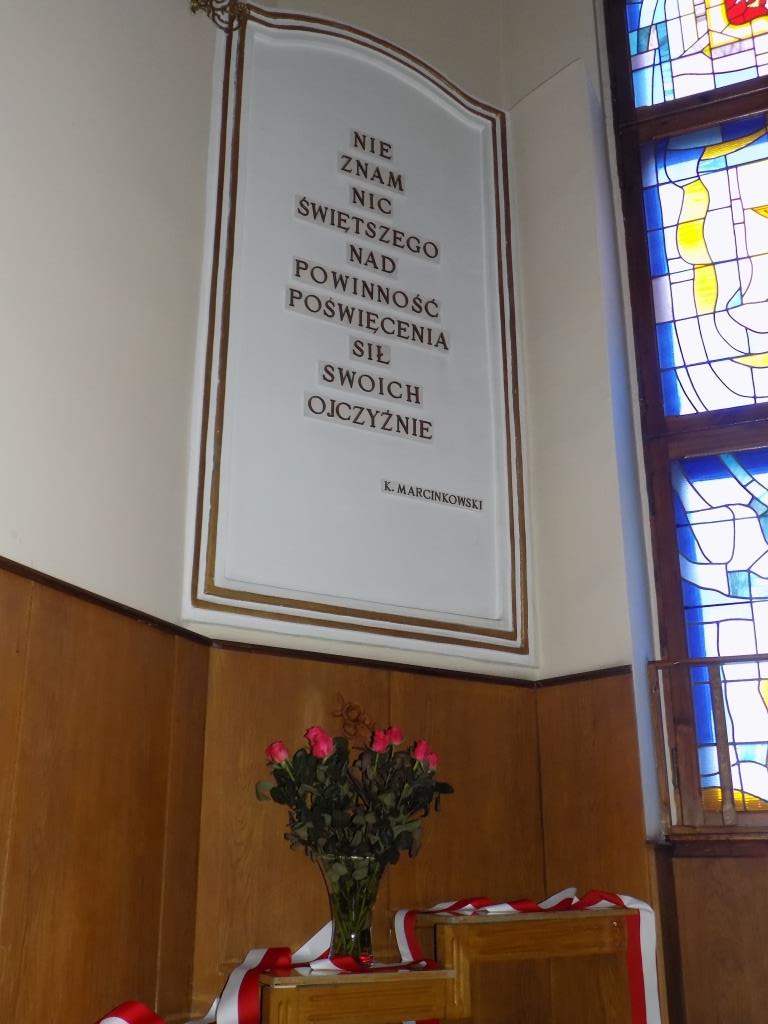 NIE
ZNAM
NIC
ŚWIĘTSZEGO
NAD
POWINNOŚĆ
POŚWIĘCENIA
SIŁ
SWOICH
OJCZYŹNIE
K. MARCINKOWSKI